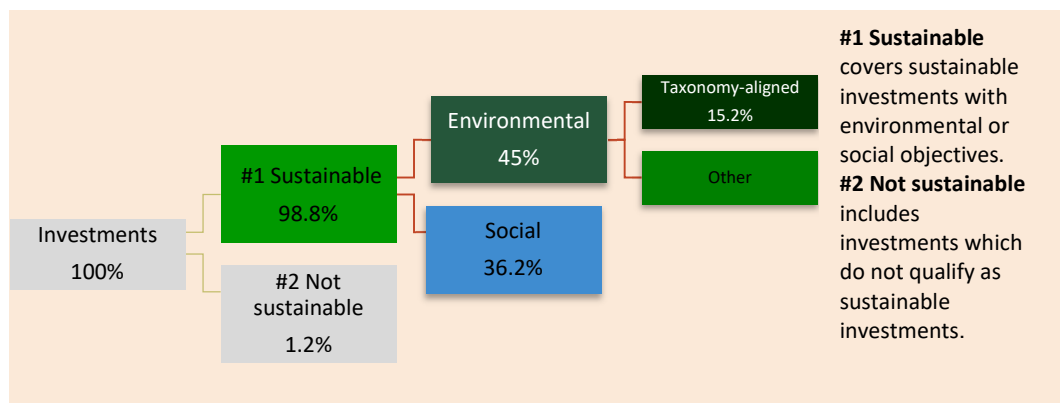 Investments
100%
#1 Sustainable
98.8%
#2 Not
sustainable
1.2%
Environmental
45%
Social
36.2%
Taxonomy-aligned
15.2%
Other
#1 Sustainable
covers sustainable
investments with
environmental or
social objectives.
#2 Not sustainable
includes
investments which
do not qualify as
sustainable
investments.